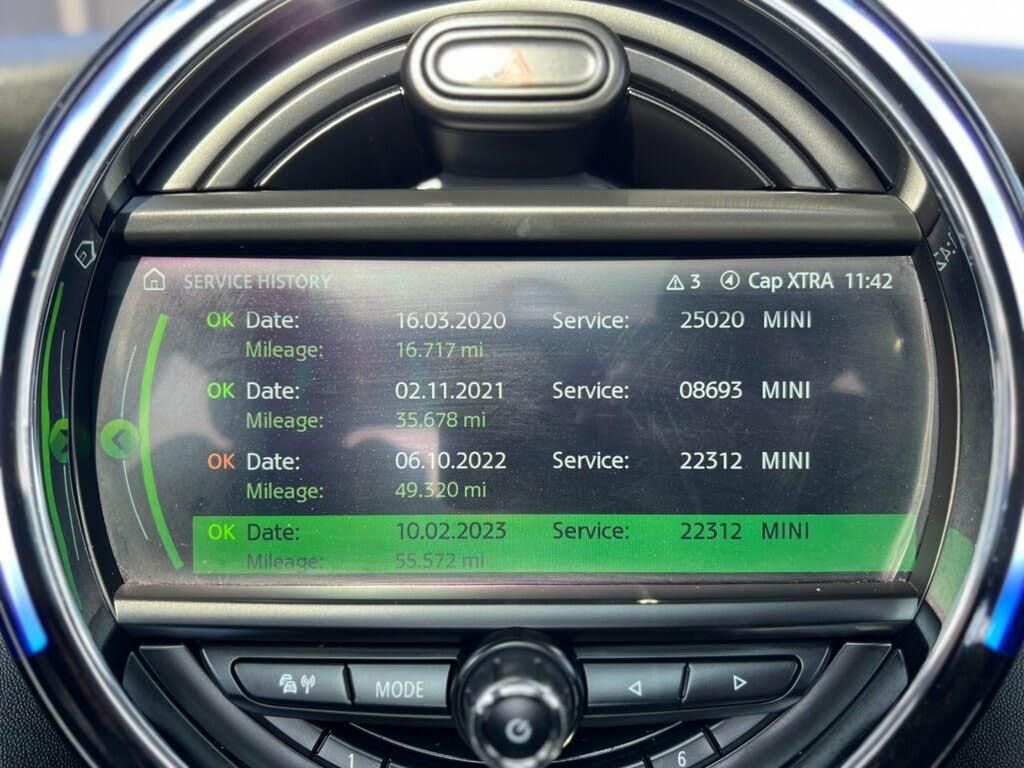 SERVICE HISTORY 3 Cap XTRA 11:42
OK Date: 16.03.2020 Service: 25020 MINI
Mileage: 16.717 mi
OK Date: 02.11.2021 Service: 08693 MINI
Mileage: 35.678 mi
OK Date: 06.10.2022 Service: 22312 MINI
Mileage: 49.320 mi
OK Date: 10.02.2023 Service: 22312 MINI
Mileage: 55.572 mi
MODE
1 6